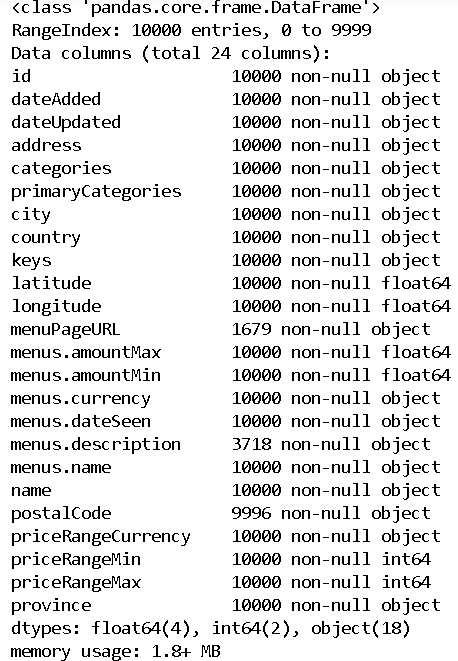 <class 'pandas.core.frame.DataFrame'>
RangeIndex: 10000 entries, 0 to 9999
Data columns (total 24 columns):
id                     10000 non-null object
dateAdded              10000 non-null object
dateUpdated            10000 non-null object
address                10000 non-null object
categories             10000 non-null object
primaryCategories      10000 non-null object
city                   10000 non-null object
country                10000 non-null object
keys                   10000 non-null object
latitude               10000 non-null float64
longitude              10000 non-null float64
menuPageURL            1679 non-null object
menus.amountMax        10000 non-null float64
menus.amountMin        10000 non-null float64
menus.currency         10000 non-null object
menus.dateSeen         10000 non-null object
menus.description      3718 non-null object
menus.name             10000 non-null object
name                   10000 non-null object
postalCode             9996 non-null object
priceRangeCurrency     10000 non-null object
priceRangeMin          10000 non-null int64
priceRangeMax          10000 non-null int64
province               10000 non-null object
dtypes: float64(4), int64(2), object(18)
memory usage: 1.8+ MB